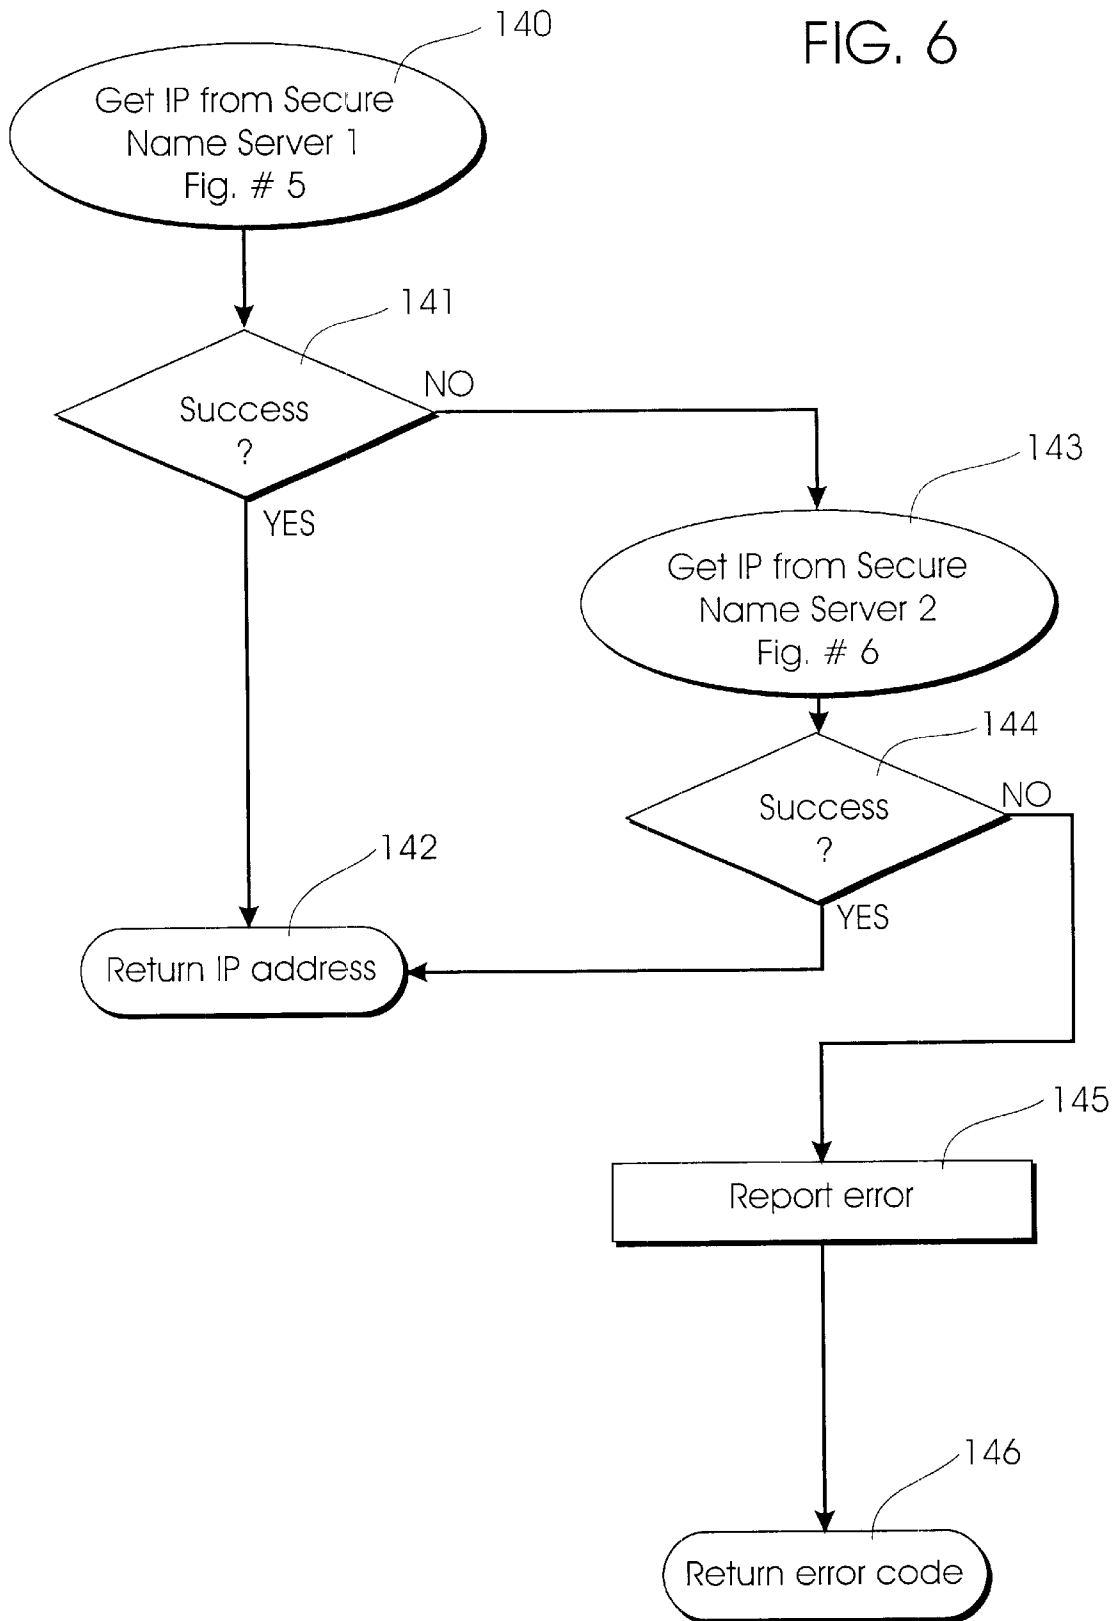 FIG. 6
140
Get IP from Secure
Name Server 1
Fig. # 5
141
Success
?
NO
YES
143
Get IP from Secure
Name Server 2
Fig. # 6
144
Success
?
NO
YES
142
Return IP address
145
Report error
146
Return error code